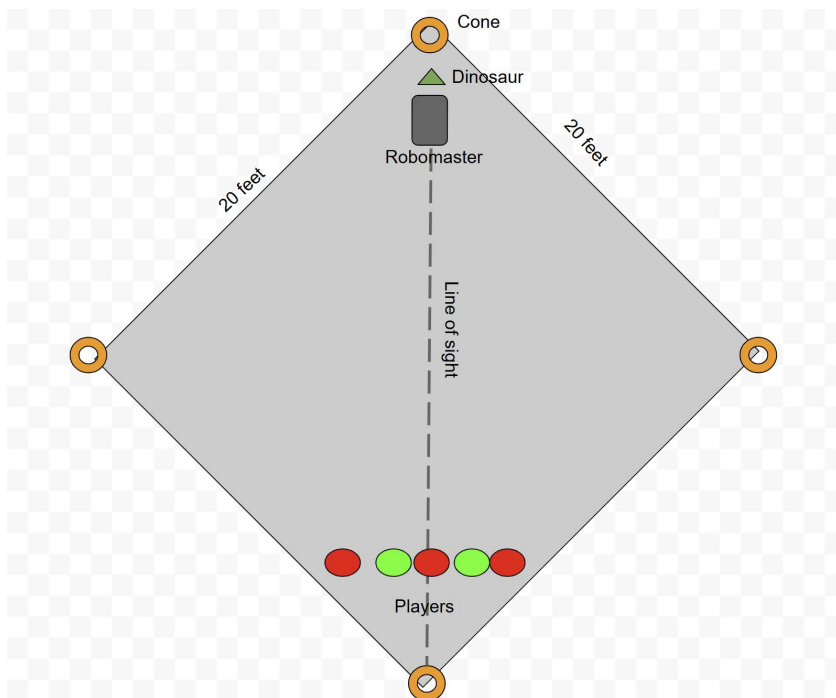 Cone
Dinosaur
20 feet
Robomaster
20 feet
Line of sight
Players